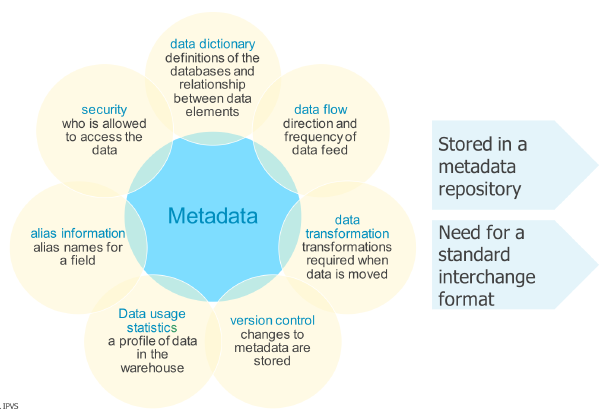 data dictionary
definitions of the
databases and
relationship
between data
elements
security
who is allowed
to access the
data
data flow
direction and
frequency of
data feed
Stored in a
metadata
repository
Metadata
alias information
alias names for
a field
data
transformation
transformations
required when
data is moved
Need for a
standard
interchange
format
Data usage
statistics
a profile of data
in the
warehouse
version control
changes to
metadata are
stored
. IPVS